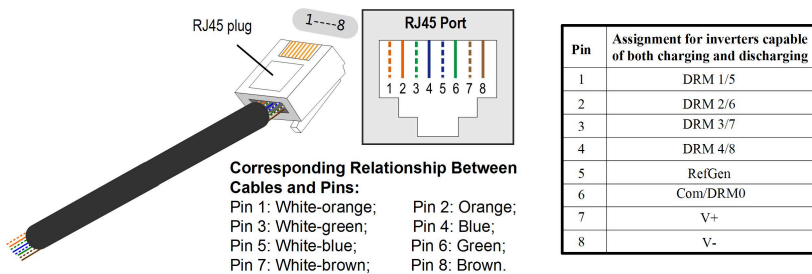 RJ45 plug
1----8
RJ45 Port
1 2 3 4 5 6 7 8
Corresponding Relationship Between
Cables and Pins:
Pin 1: White-orange; Pin 2: Orange;
Pin 3: White-green; Pin 4: Blue;
Pin 5: White-blue; Pin 6: Green;
Pin 7: White-brown; Pin 8: Brown.
Pin Assignment for inverters capable
of both charging and discharging
1 DRM 1/5
2 DRM 2/6
3 DRM 3/7
4 DRM 4/8
5 RefGen
6 Com/DRM0
7 V+
8 V-